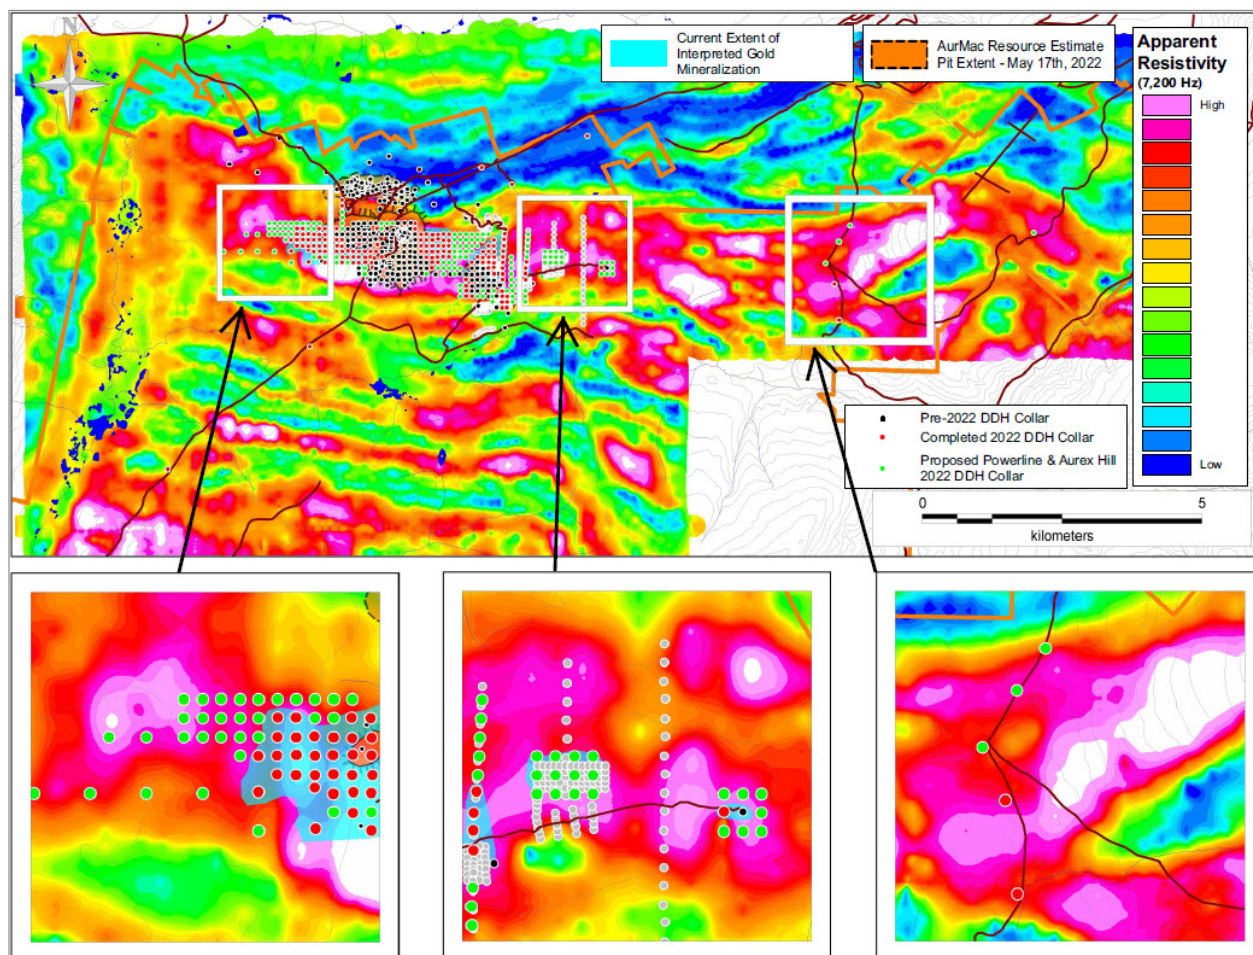 N
Current Extent of
Interpreted Gold
Mineralization
AurMac Resource Estimate
Pit Extent - May 17th, 2022
Apparent
Resistivity
(7,200 Hz)
High
Low
Pre-2022 DDH Collar
Completed 2022 DDH Collar
Proposed Powerline & Aurex Hill
2022 DDH Collar
0
5
kilometers